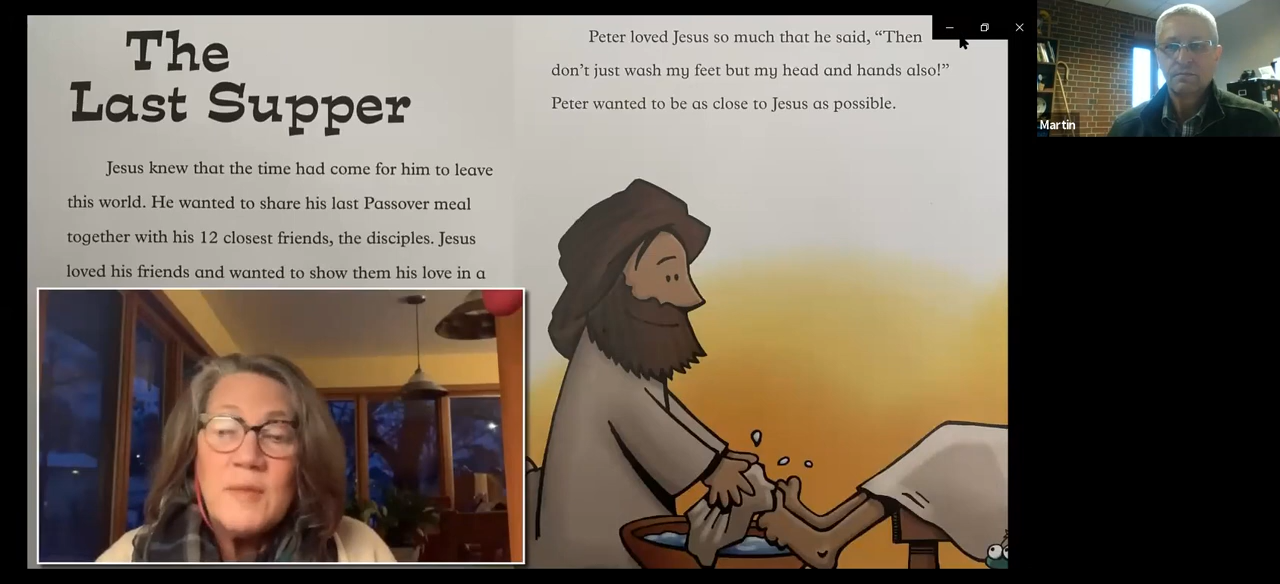 The
Last Supper
Jesus knew that the time had come for him to leave
this world. He wanted to share his last Passover meal
together with his 12 closest friends, the disciples. Jesus
loved his friends and wanted to show them his love in a
Peter loved Jesus so much that he said, “Then
don’t just wash my feet but my head and hands also!”
Peter wanted to be as close to Jesus as possible.
Martin